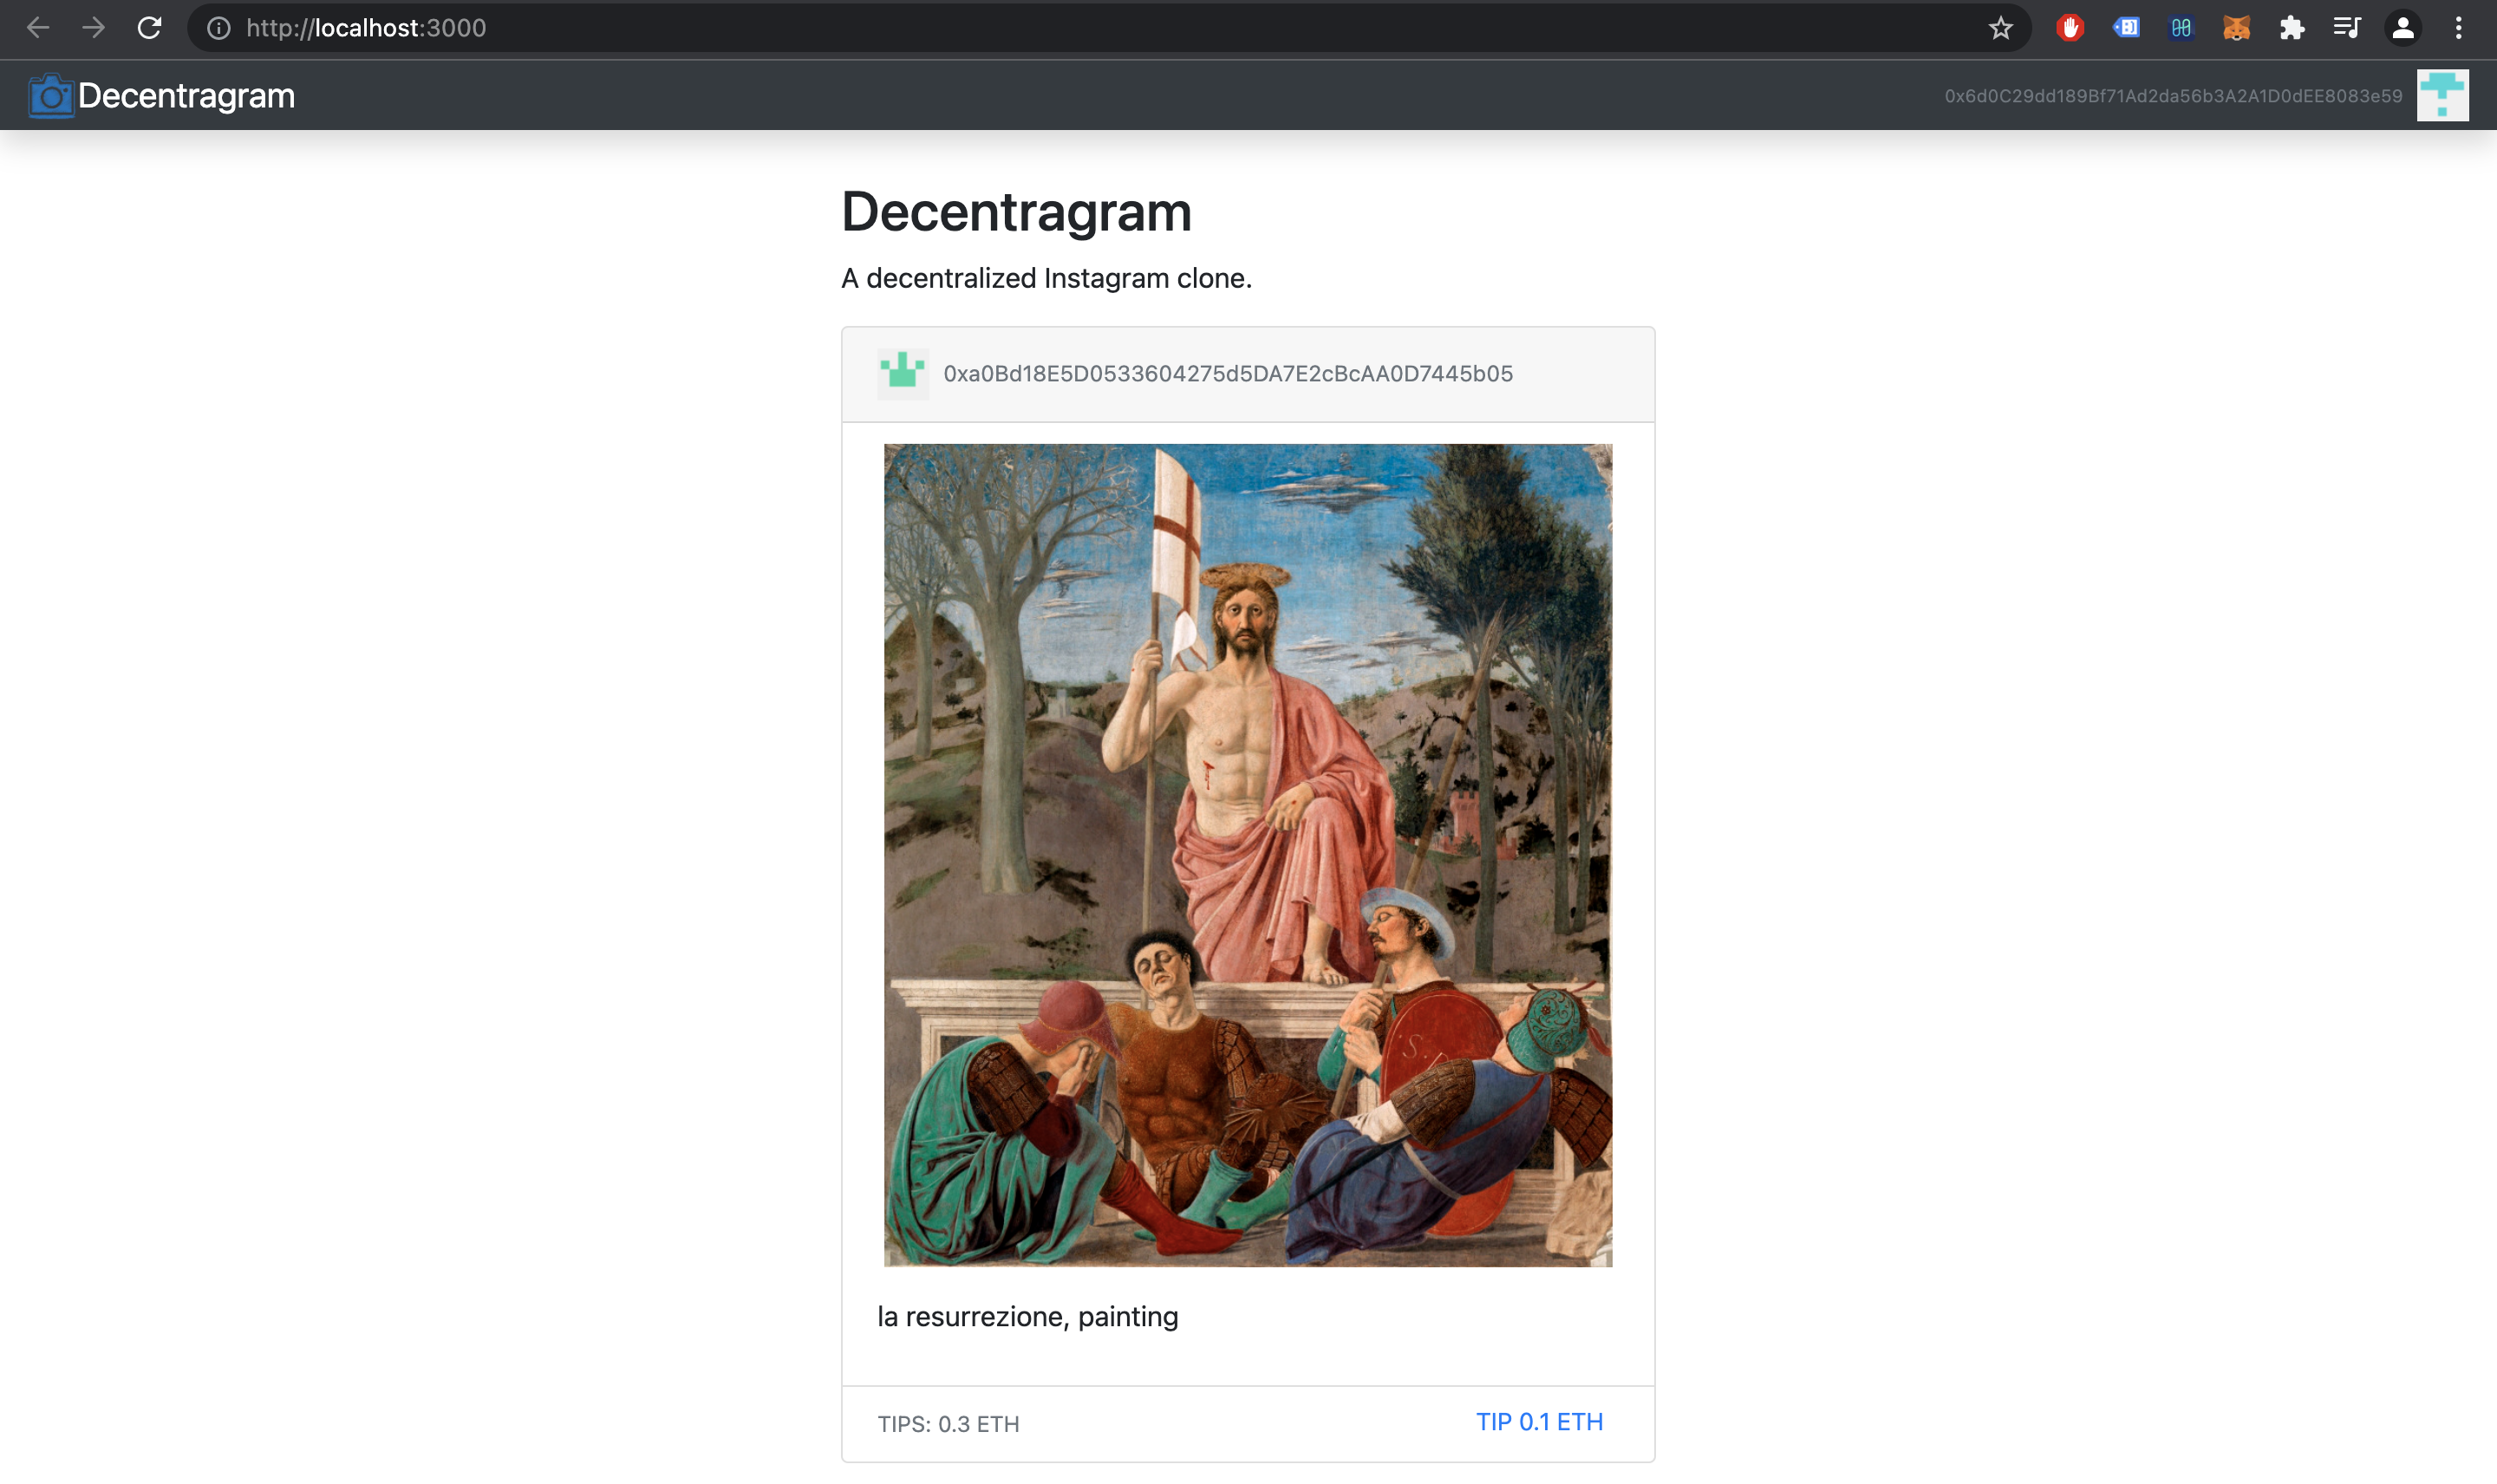 http://localhost:3000
Decentragram
0x6d0C29dd189Bf71Ad2da56b3A2A1D0dEE8083e59
Decentragram
A decentralized Instagram clone.
0xa0Bd18E5D0533604275d5DA7E2cBcAA0D7445b05
la resurrezione, painting
TIPS: 0.3 ETH
TIP 0.1 ETH